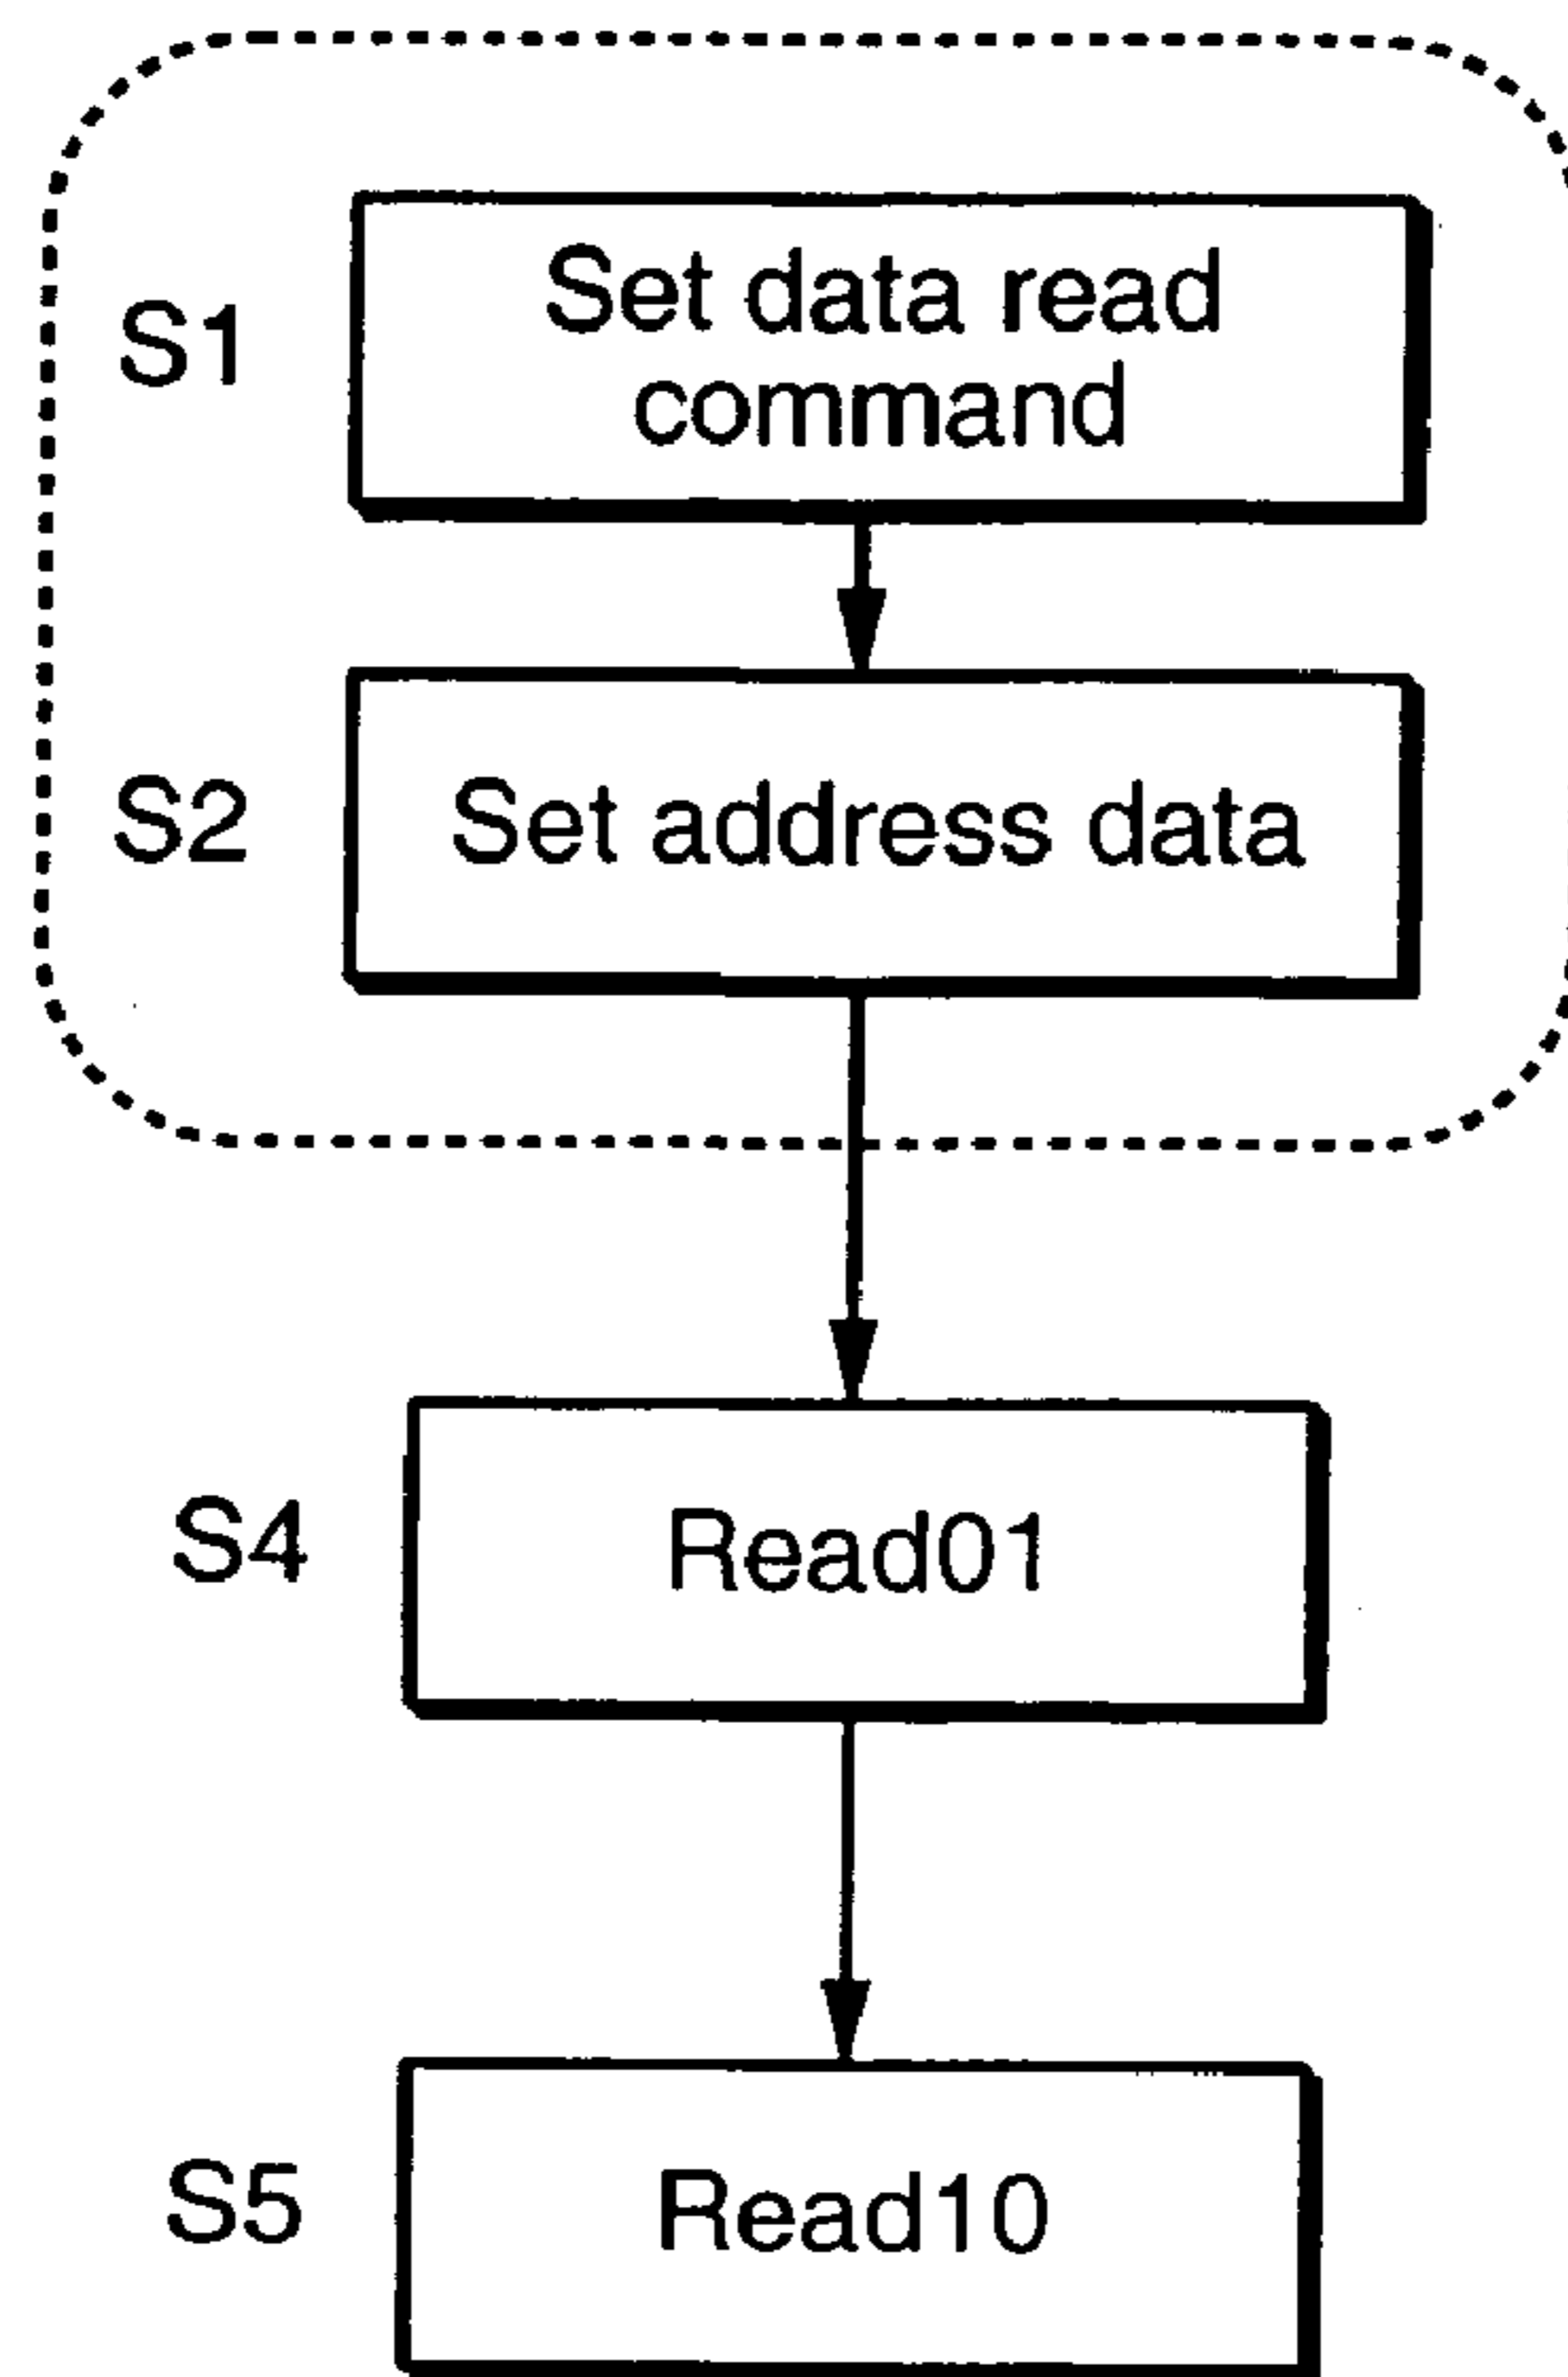 S1
Set data read
command
S2
Set address data
S4
Read01
S5
Read10